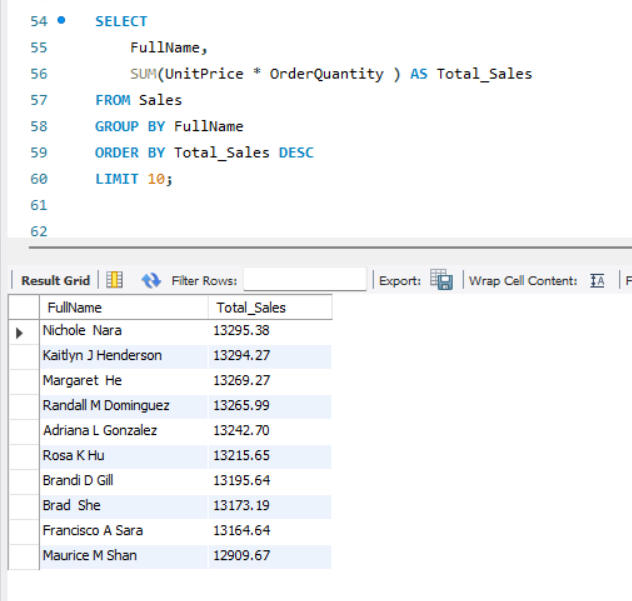 54 SELECT
55 FullName,
56 SUM(UnitPrice * OrderQuantity ) AS Total_Sales
57 FROM Sales
58 GROUP BY FullName
59 ORDER BY Total_Sales DESC
60 LIMIT 10;
61
62
Result Grid Filter Rows: Export: Wrap Cell Content: IA F
FullName Total_Sales
Nichole  Nara 13295.38
Kaitlyn J Henderson 13294.27
Margaret  He 13269.27
Randall M Dominguez 13265.99
Adriana L Gonzalez 13242.70
Rosa K Hu 13215.65
Brandi D Gill 13195.64
Brad  She 13173.19
Francisco A Sara 13164.64
Maurice M Shan 12909.67